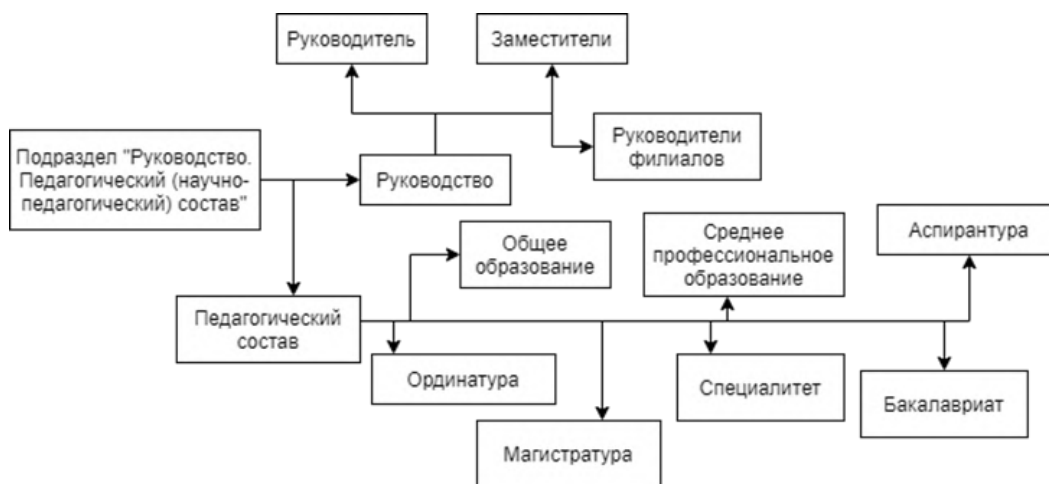 Руководитель
Заместители
Руководители
филиалов
Подраздел "Руководство.
Педагогический (научно-
педагогический) состав"
Руководство
Общее
образование
Среднее
профессиональное
образование
Аспирантура
Педагогический
состав
Ординатура
Специалитет
Бакалавриат
Магистратура